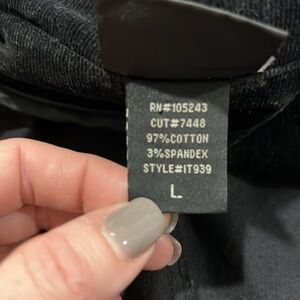 RN#105243
CUT#7448
97%COTTON
3%SPANDEX
STYLE#IT939
L